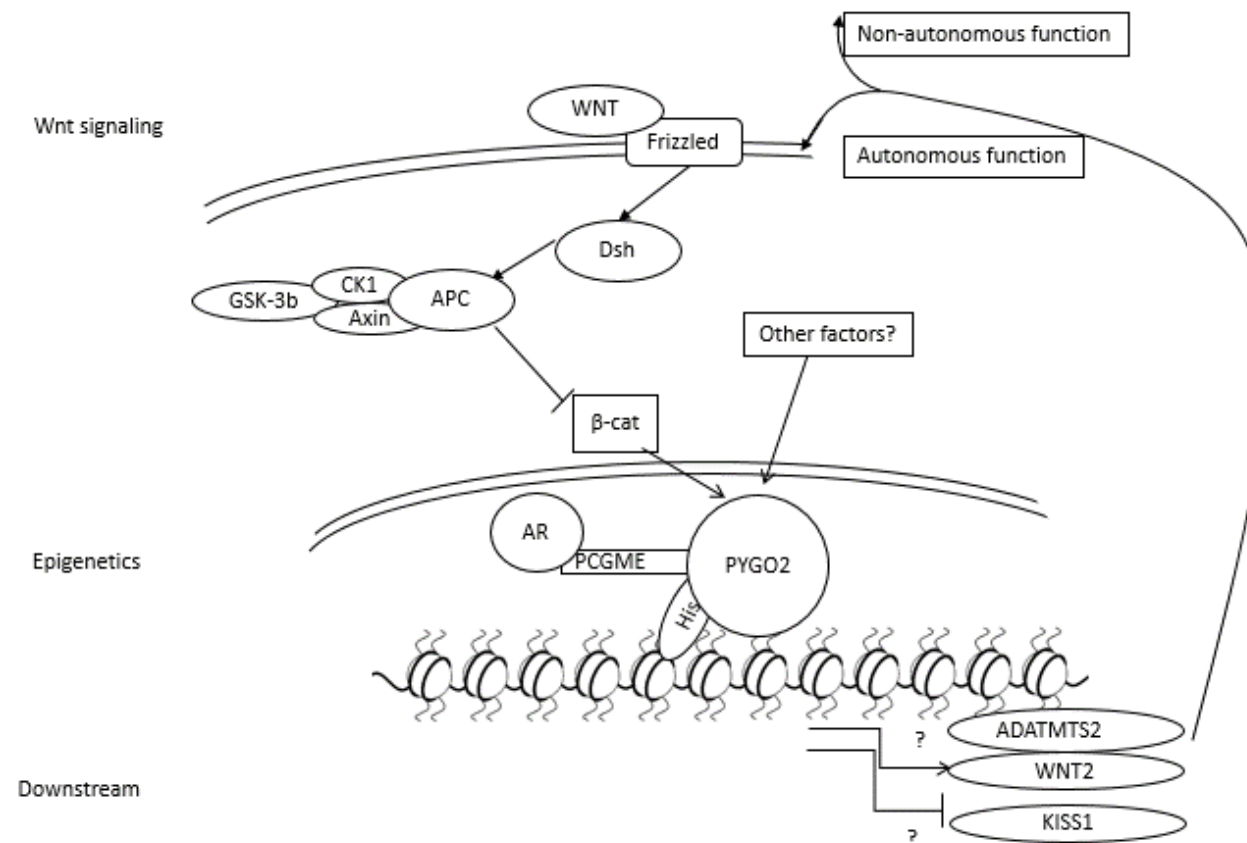 Non-autonomous function
WNT
Wnt signaling
Frizzled
Autonomous function
Dsh
CK1
GSK-3b
APC
Axin
Other factors?
β-cat
AR
Epigenetics
PCGME
PYGO2
His
ADATMTS2
?
WNT2
Downstream
KISS1
?